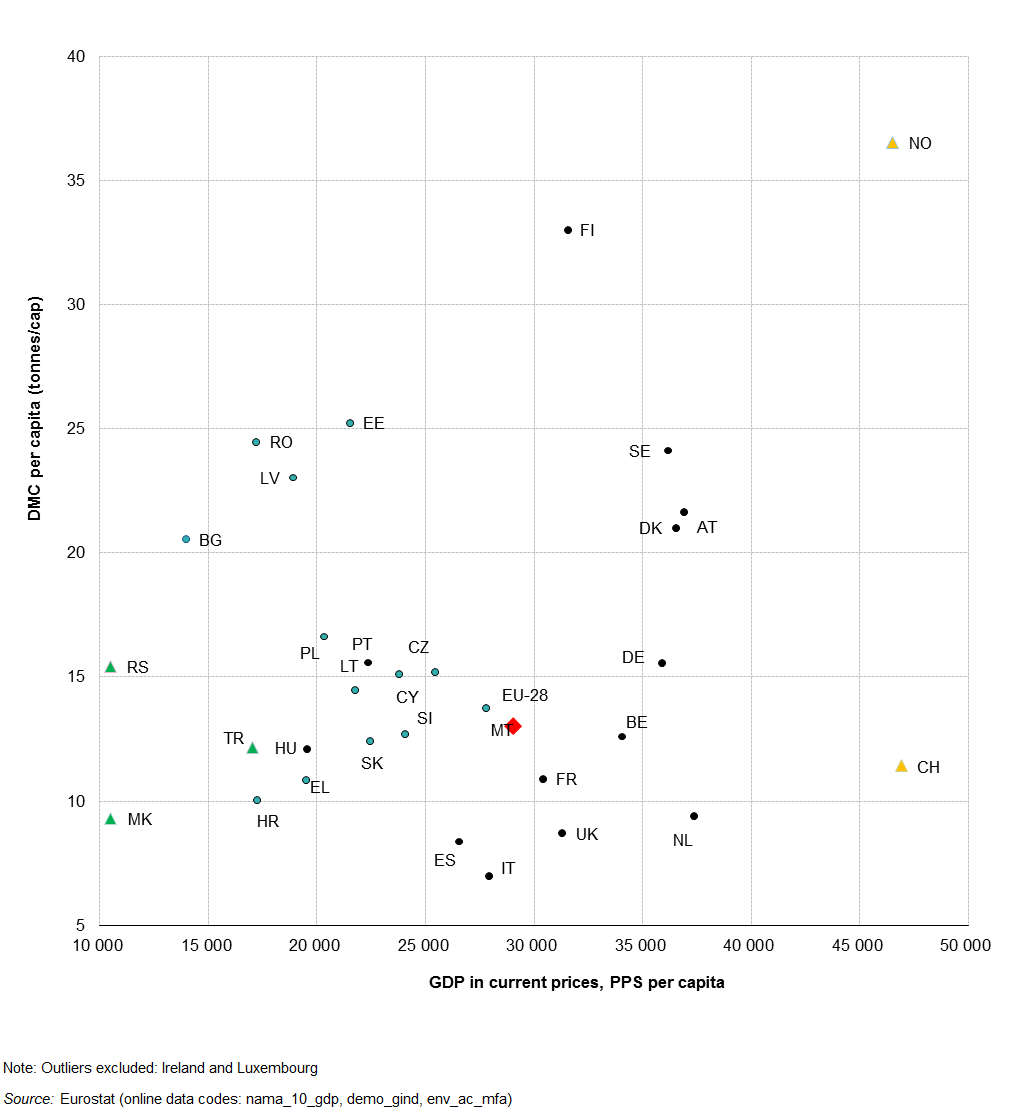 40
NO
35
FI
30
DMC per capita (tonnes/cap)
EE
25
RO
SE
LV
DK
AT
BG
20
PT
CZ
PL
DE
LT
RS
15
CY
EU-28
SI
BE
MT
TR
HU
SK
CH
FR
EL
10
MK
HR
UK
NL
ES
IT
5
10 000 15 000 20 000 25 000 30 000 35 000 40 000 45 000 50 000
GDP in current prices, PPS per capita
Note: Outliers excluded: Ireland and Luxembourg
Source: Eurostat (online data codes: nama_10_gdp, demo_gind, env_ac_mfa)